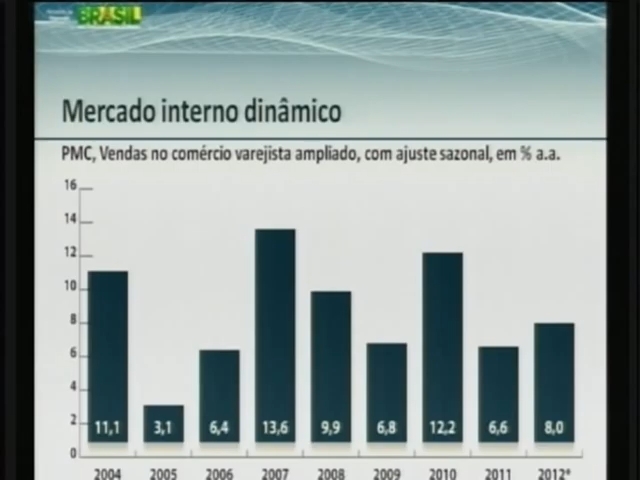 BRASIL
Mercado interno dinâmico
PMC, Vendas no comércio varejista ampliado, com ajuste sazonal, em % a.a.
16
14
12
10
8
6
4
2
0
11,1 3,1 6,4 13,6 9,9 6,8 12,2 6,6 8,0
2004 2005 2006 2007 2008 2009 2010 2011 2012*